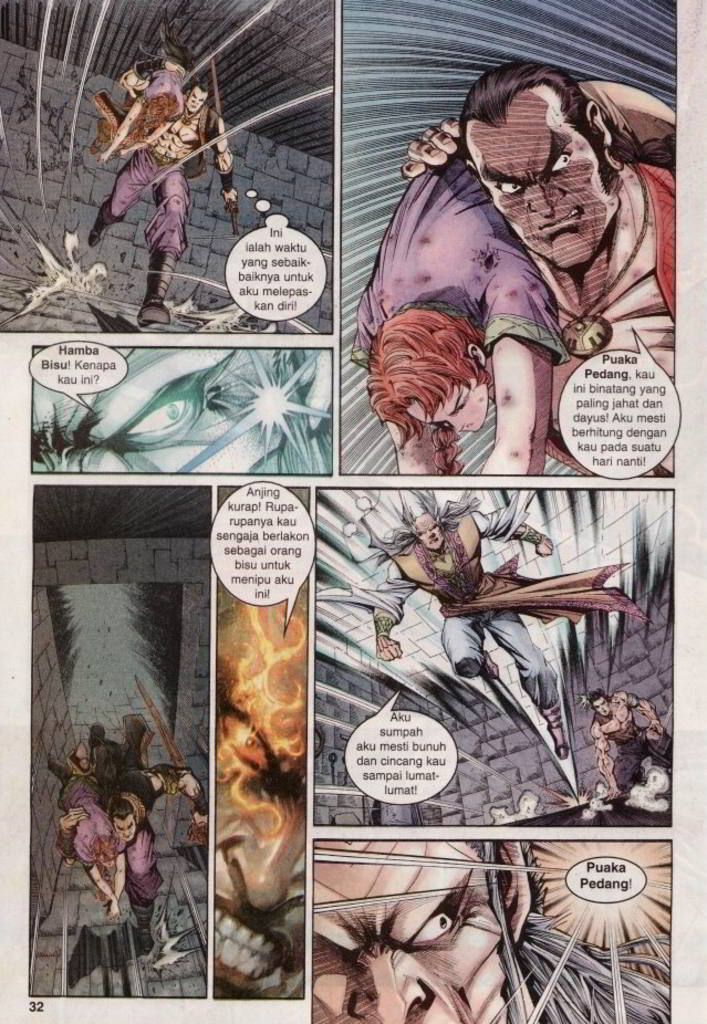 Ini
ialah waktu
yang sebaik-
baiknya untuk
aku melepas-
kan diri!
Puaka
Pedang, kau
ini binatang yang
paling jahat dan
dayus! Aku mesti
berhitung dengan
kau pada suatu
hari nanti!
Hamba
Bisu! Kenapa
kau ini?
Anjing
kurap! Rupa-
rupanya kau
sengaja berlakon
sebagai orang
bisu untuk
menipu aku
ini!
Aku
sumpah
aku mesti bunuh
dan cincang kau
sampai lumat-
lumat!
Puaka
Pedang!
32